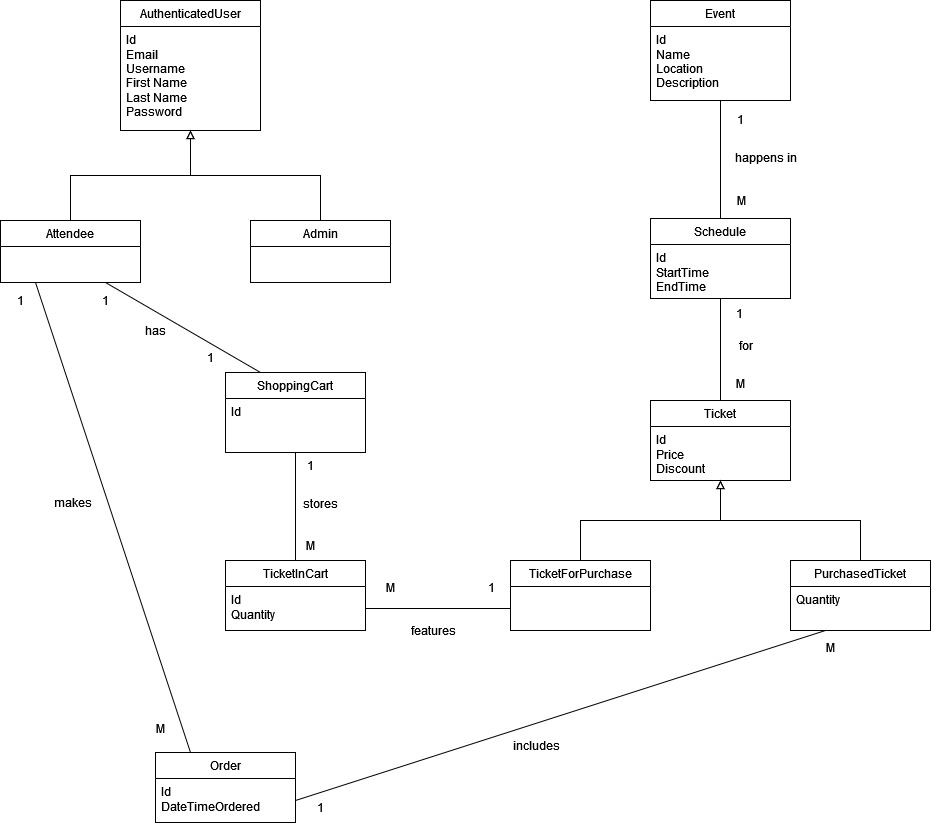 AuthenticatedUser
Id
Email
Username
First Name
Last Name
Password
Event
Id
Name
Location
Description
1
happens in
M
Attendee
Admin
Schedule
Id
StartTime
EndTime
1
1
has
1
1
for
M
ShoppingCart
Id
Ticket
Id
Price
Discount
1
stores
M
makes
TicketInCart
Id
Quantity
M
1
features
TicketForPurchase
PurchasedTicket
Quantity
M
M
includes
1
Order
Id
DateTimeOrdered